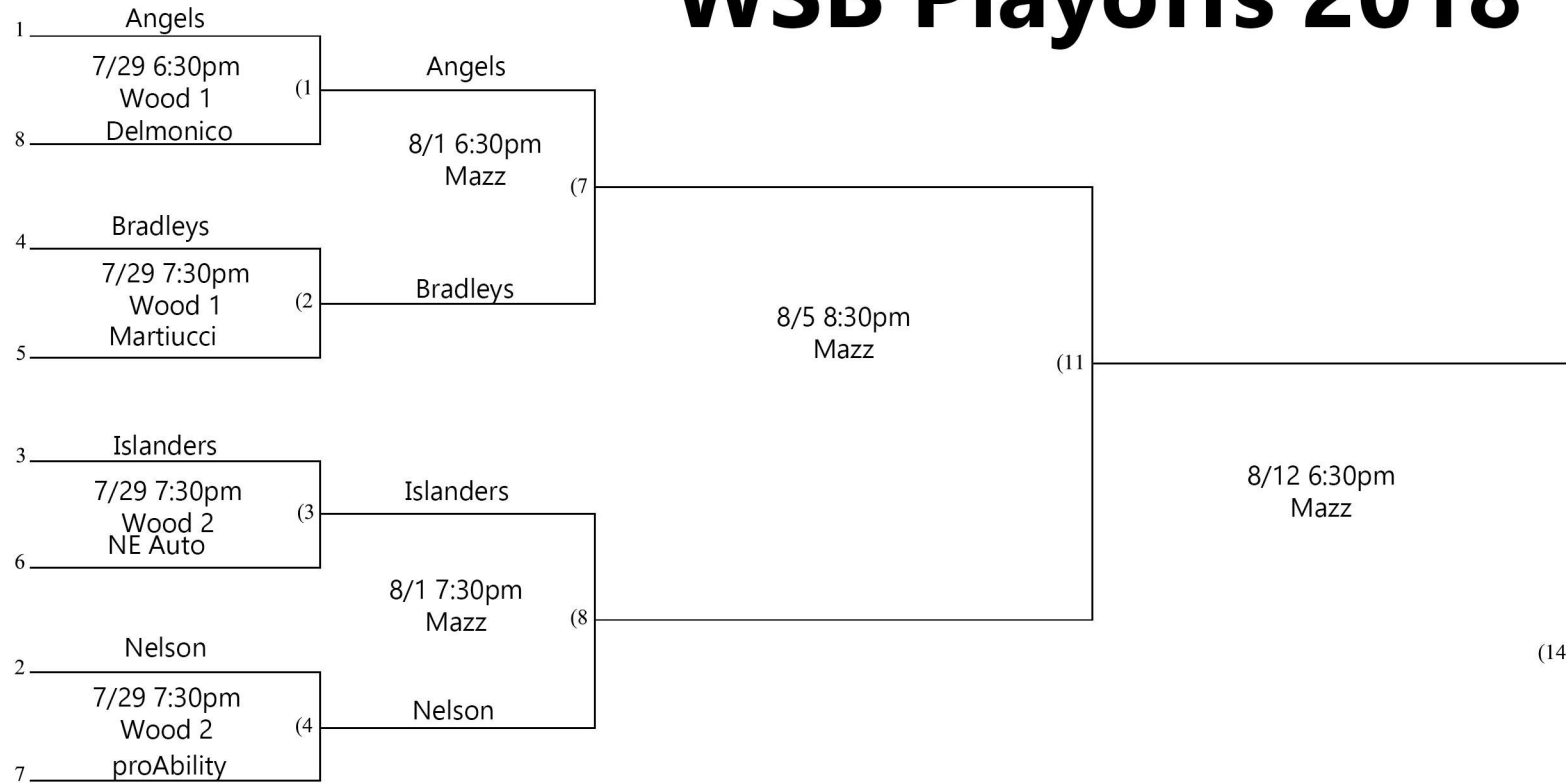 WSB Playoffs 2018
1
Angels
7/29 6:30pm
Wood 1
(1
Delmonico
8
Angels
8/1 6:30pm
Mazz
(7
4
Bradleys
7/29 7:30pm
Wood 1
(2
Martiucci
5
Bradleys
8/5 8:30pm
Mazz
(11
3
Islanders
7/29 7:30pm
Wood 2
(3
NE Auto
6
Islanders
8/1 7:30pm
Mazz
(8
8/12 6:30pm
Mazz
(14
2
Nelson
7/29 7:30pm
Wood 2
(4
proAbility
7
Nelson